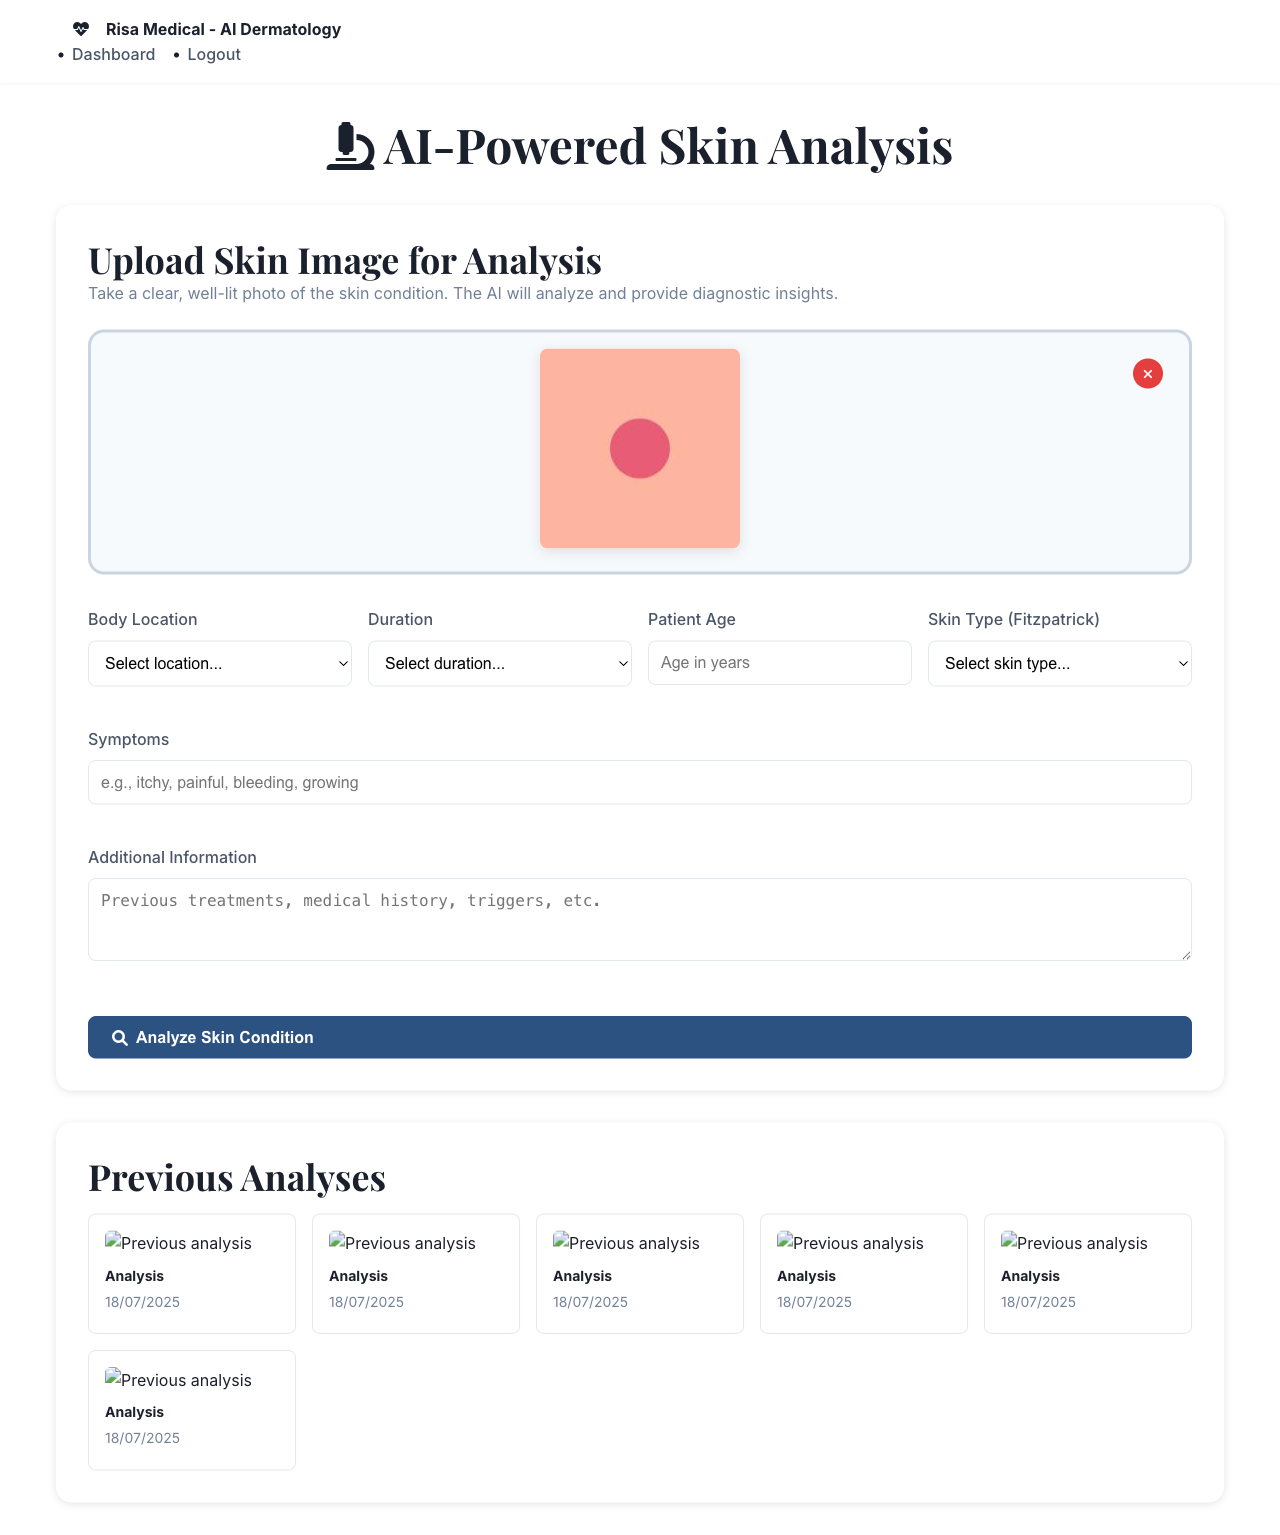 Risa Medical - AI Dermatology
Dashboard
Logout
AI-Powered Skin Analysis
Upload Skin Image for Analysis
Take a clear, well-lit photo of the skin condition. The AI will analyze and provide diagnostic insights.
Body Location
Select location...
Duration
Select duration...
Patient Age
Age in years
Skin Type (Fitzpatrick)
Select skin type...
Symptoms
e.g., itchy, painful, bleeding, growing
Additional Information
Previous treatments, medical history, triggers, etc.
Analyze Skin Condition
Previous Analyses
Previous analysis
Analysis
18/07/2025
Previous analysis
Analysis
18/07/2025
Previous analysis
Analysis
18/07/2025
Previous analysis
Analysis
18/07/2025
Previous analysis
Analysis
18/07/2025
Previous analysis
Analysis
18/07/2025